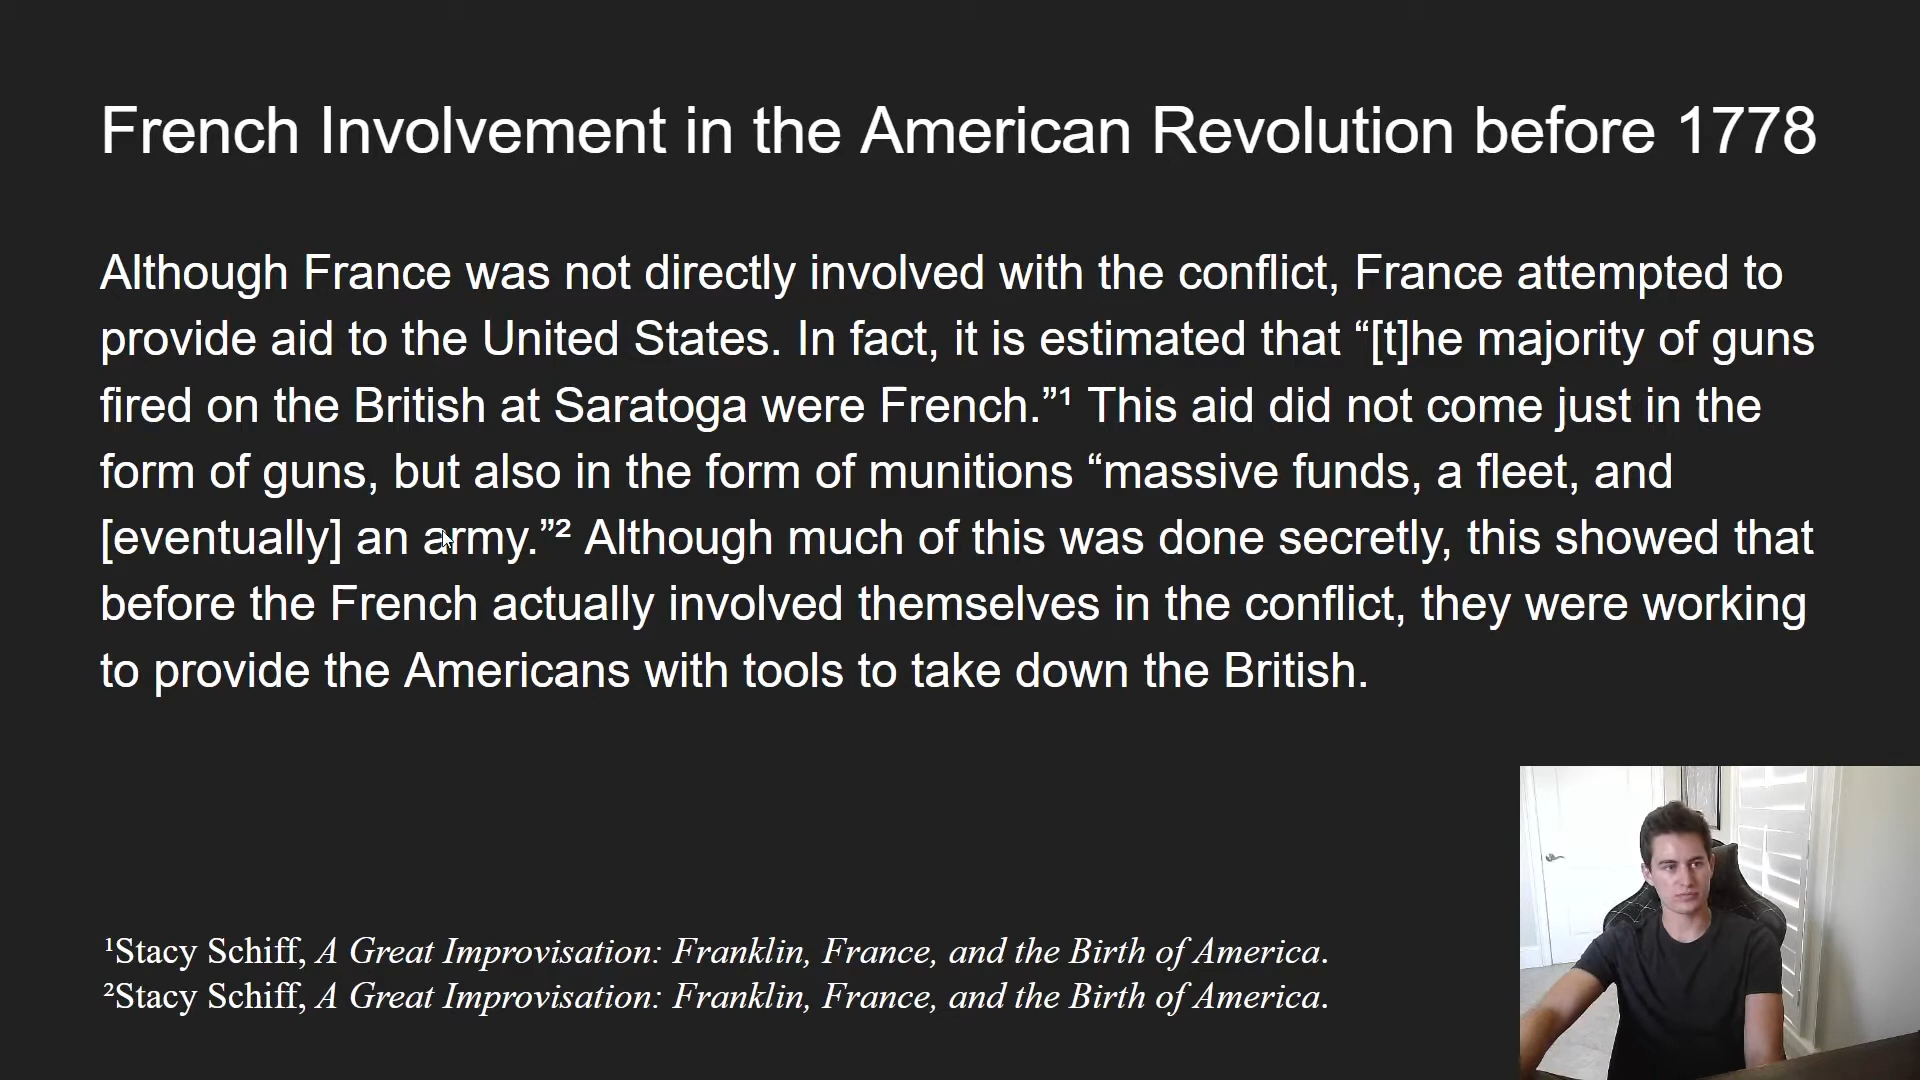 French Involvement in the American Revolution before 1778
Although France was not directly involved with the conflict, France attempted to
provide aid to the United States. In fact, it is estimated that “[t]he majority of guns
fired on the British at Saratoga were French.”¹ This aid did not come just in the
form of guns, but also in the form of munitions “massive funds, a fleet, and
[eventually] an army.”² Although much of this was done secretly, this showed that
before the French actually involved themselves in the conflict, they were working
to provide the Americans with tools to take down the British.
¹Stacy Schiff, A Great Improvisation: Franklin, France, and the Birth of America.
²Stacy Schiff, A Great Improvisation: Franklin, France, and the Birth of America.